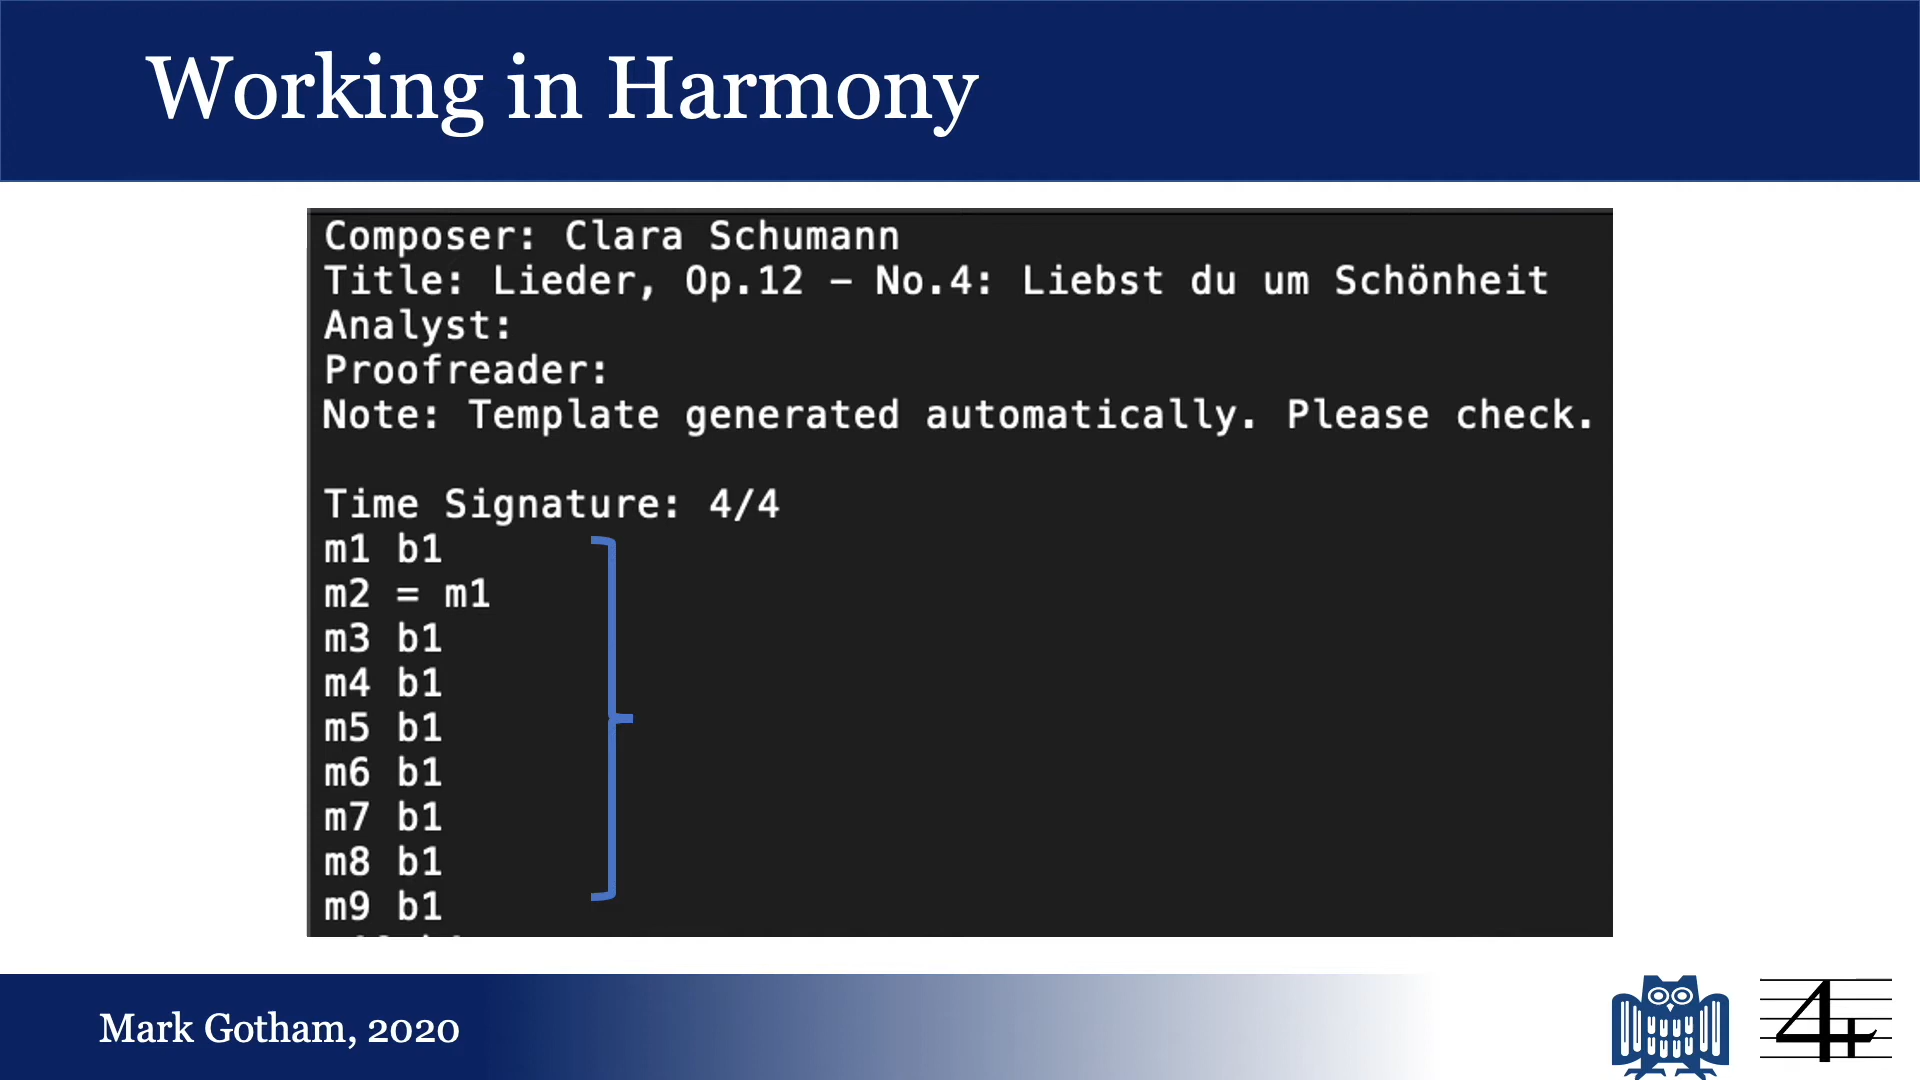 Working in Harmony
Composer: Clara Schumann
Title: Lieder, Op.12 – No.4: Liebst du um Schönheit
Analyst:
Proofreader:
Note: Template generated automatically. Please check.
Time Signature: 4/4
m1 b1
m2 = m1
m3 b1
m4 b1
m5 b1
m6 b1
m7 b1
m8 b1
m9 b1
Mark Gotham, 2020
4+